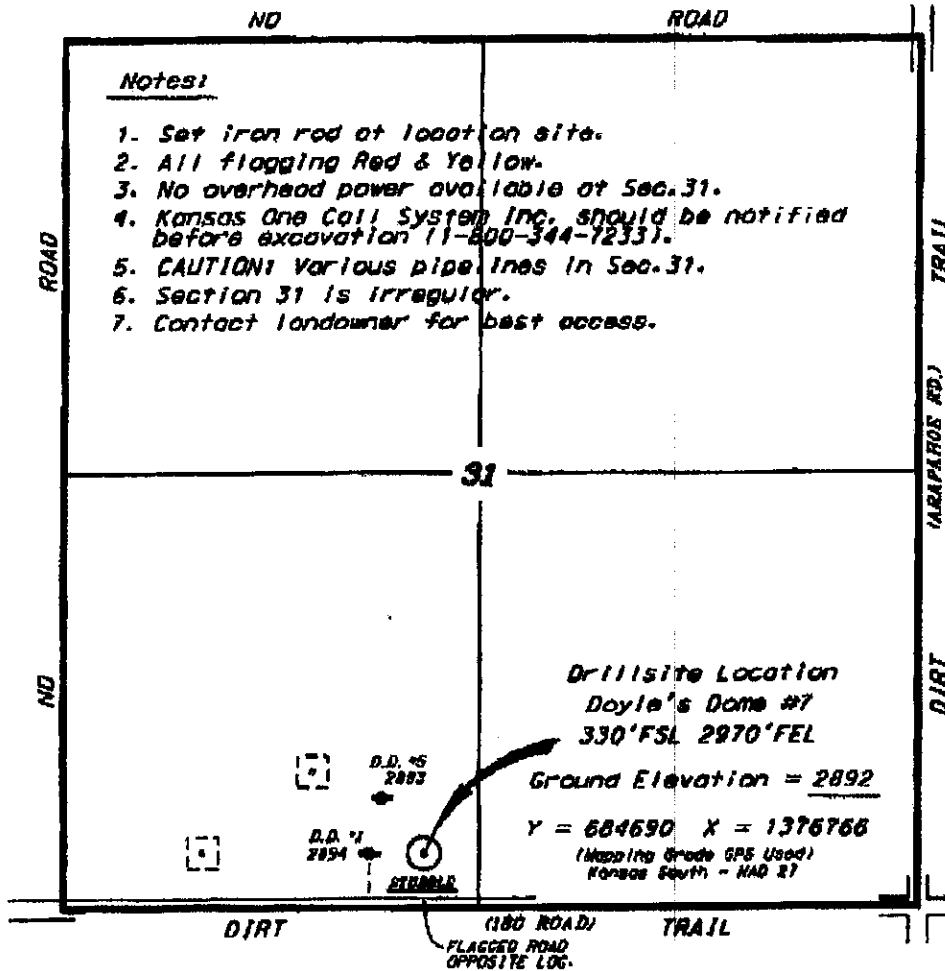 NO ROAD
Notes:
1. Set iron rod at location site.
2. All flagging Red & Yellow.
3. No overhead power available at Sec.31.
4. Kansas One Call System Inc. should be notified
before excavation (1-800-344-7233).
5. CAUTION: Various pipelines in Sec.31.
6. Section 31 is irregular.
7. Contact landowner for best access.
NO ROAD
31
DIRT TRAIL
(ARAPAHOE RD.)
Drillsite Location
Doyle's Dome #7
330'FSL 2970'FEL
Ground Elevation = 2892
Y = 684690 X = 1376766
(Mapping Grade GPS Used)
Kansas South - NAD 27
D.D. #5
2893
D.D. #1
2894
STUBBLE
DIRT (180 ROAD) TRAIL
FLAGGED ROAD
OPPOSITE LOC.